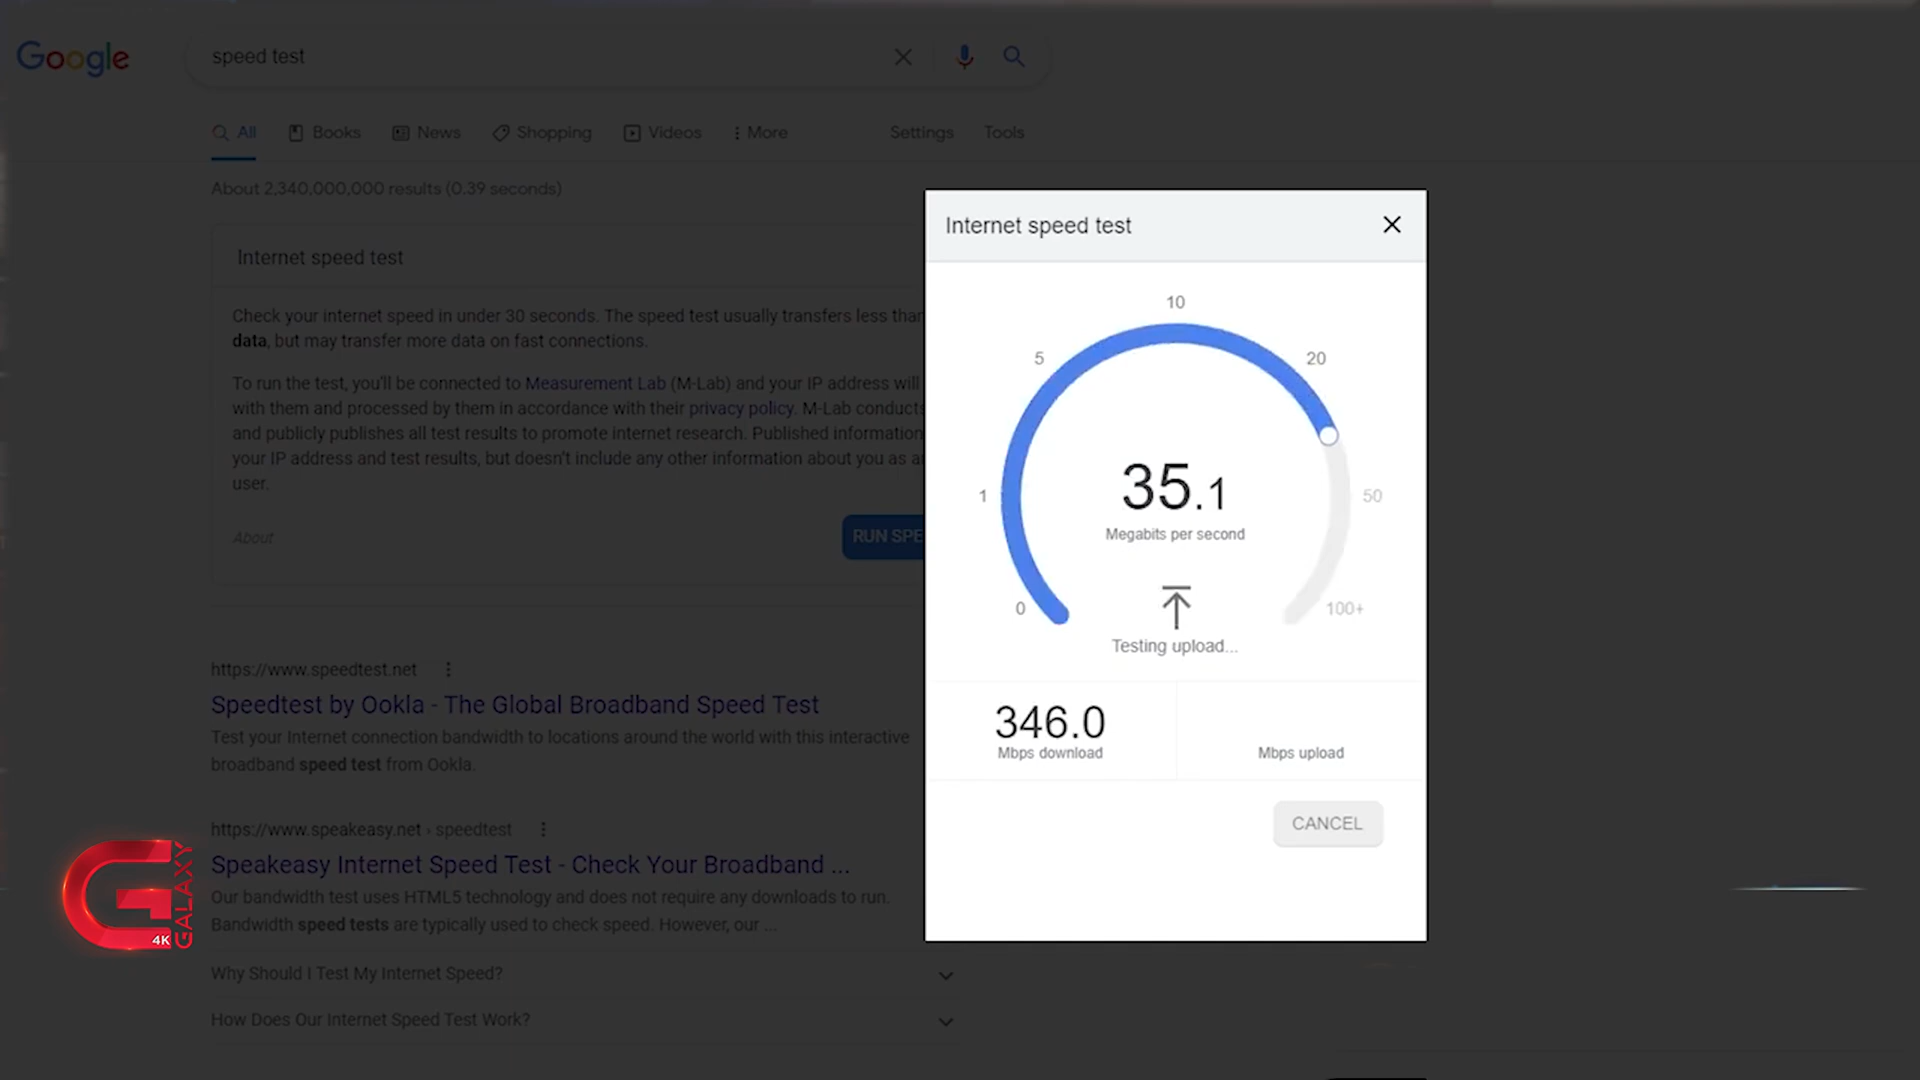 Google
speed test
All Books News Shopping Videos More Settings Tools
About 2,340,000,000 results (0.39 seconds)
Internet speed test
Check your internet speed in under 30 seconds. The speed test usually transfers less than
data, but may transfer more data on fast connections.
To run the test, you'll be connected to Measurement Lab (M-Lab) and your IP address will
with them and processed by them in accordance with their privacy policy. M-Lab conducts
and publicly publishes all test results to promote internet research. Published information
your IP address and test results, but doesn't include any other information about you as a
user.
About
RUN SPE
https://www.speedtest.net
Speedtest by Ookla - The Global Broadband Speed Test
Test your Internet connection bandwidth to locations around the world with this interactive
broadband speed test from Ookla.
https://www.speakeasy.net › speedtest
Speakeasy Internet Speed Test - Check Your Broadband ...
Our bandwidth test uses HTML5 technology and does not require any downloads to run.
Bandwidth speed tests are typically used to check speed. However, our ...
Why Should I Test My Internet Speed?
How Does Our Internet Speed Test Work?
Internet speed test
0
1
5
10
20
50
100+
35.1
Megabits per second
Testing upload...
346.0
Mbps download
Mbps upload
CANCEL
G
GALAXY
4K